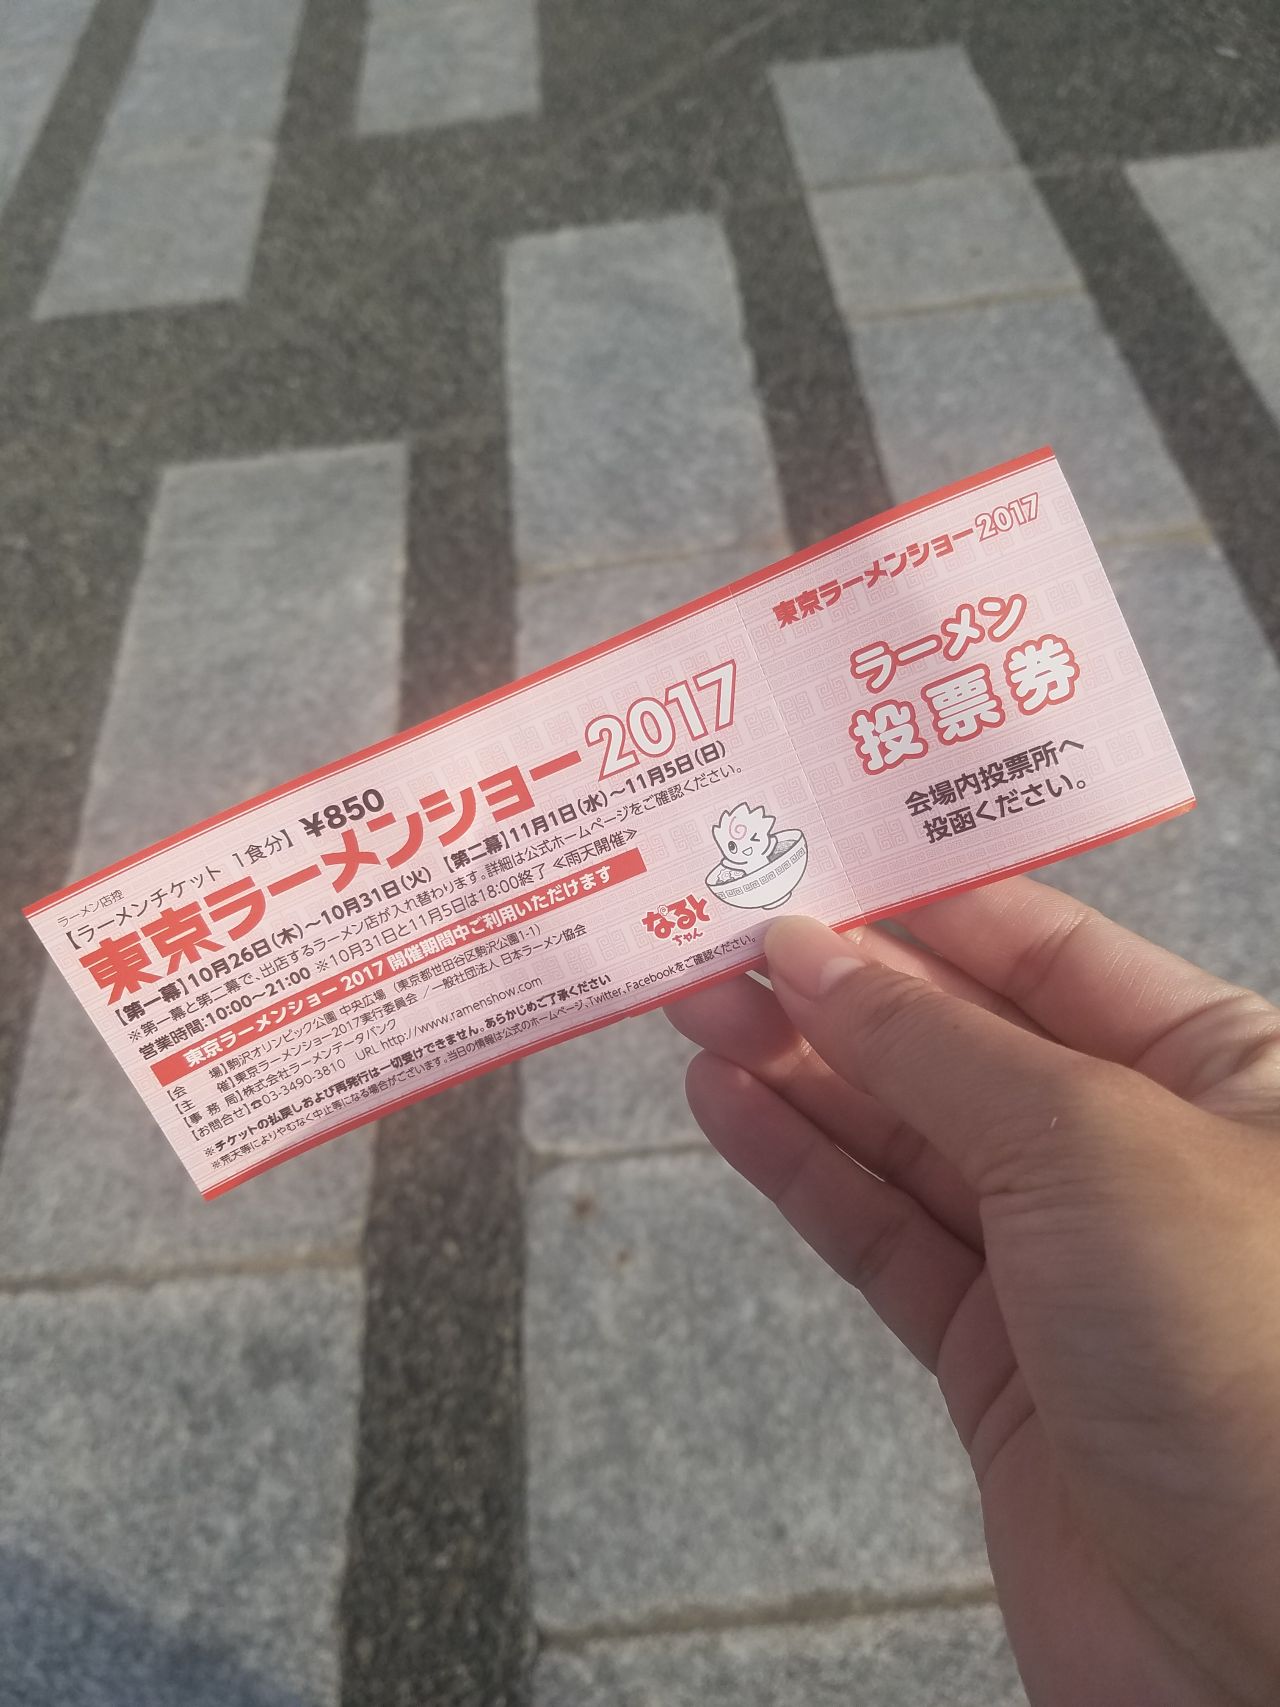 ラーメン店控
【ラーメンチケット 1食分】 ¥850
東京ラーメンショー2017
【第一幕】10月26日(木)～10月31日(火) 【第二幕】11月1日(水)～11月5日(日)
※第一幕と第二幕で、出店するラーメン店が入れ替わります。詳細は公式ホームページをご確認ください。
営業時間:10:00～21:00 ※10月31日と11月5日は18:00終了 ≪雨天開催≫
東京ラーメンショー2017 開催期間中ご利用いただけます
【会 場】駒沢オリンピック公園 中央広場 (東京都世田谷区駒沢公園1-1)
【主 催】東京ラーメンショー2017実行委員会 / 一般社団法人 日本ラーメン協会
【事 務 局】株式会社ラーメンデータバンク
【お問合せ】☎03-3490-3810 URL http://www.ramenshow.com
※チケットの払戻しおよび再発行は一切受けできません。あらかじめご了承ください
※荒天等によりやむなく中止等になる場合がございます。当日の情報は公式のホームページ、Twitter、Facebookをご確認ください。
なると
ちゃん
東京ラーメンショー2017
ラーメン
投票券
会場内投票所へ
投函ください。